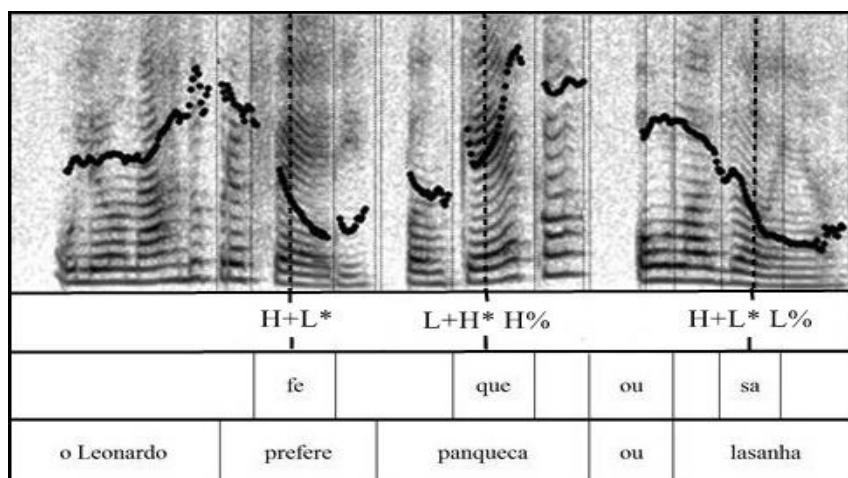 H+L* L+H* H% H+L* L%
fe que ou sa
o Leonardo prefere panqueca ou lasanha